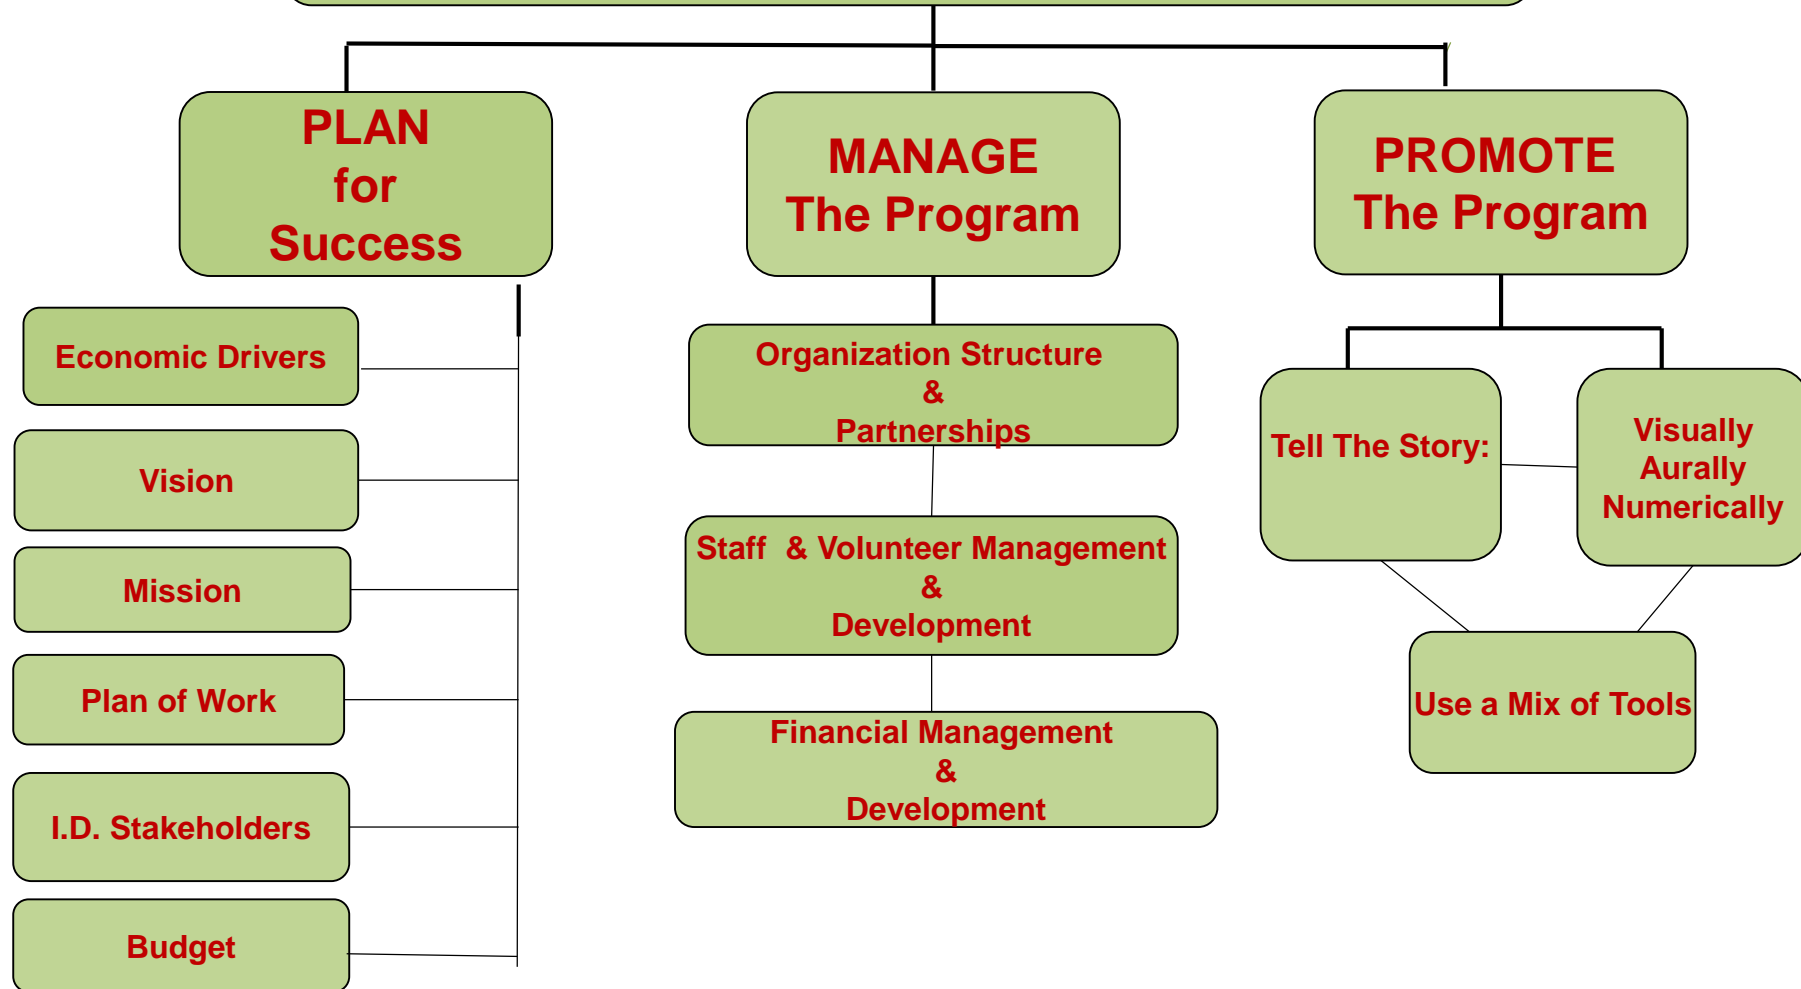 PLAN
for
Success
MANAGE
The Program
PROMOTE
The Program
Economic Drivers
Vision
Mission
Plan of Work
I.D. Stakeholders
Budget
Organization Structure
&
Partnerships
Staff & Volunteer Management
&
Development
Financial Management
&
Development
Tell The Story:
Visually
Aurally
Numerically
Use a Mix of Tools